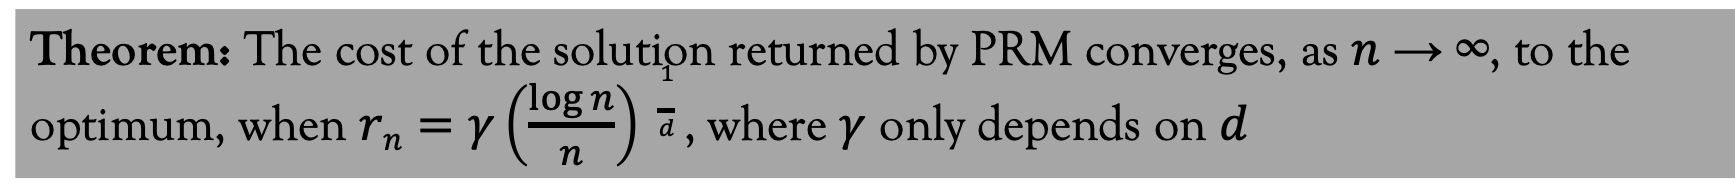 Theorem: The cost of the solution returned by PRM converges, as n → ∞, to the
optimum, when r_n = γ (log n / n)^(1/d), where γ only depends on d